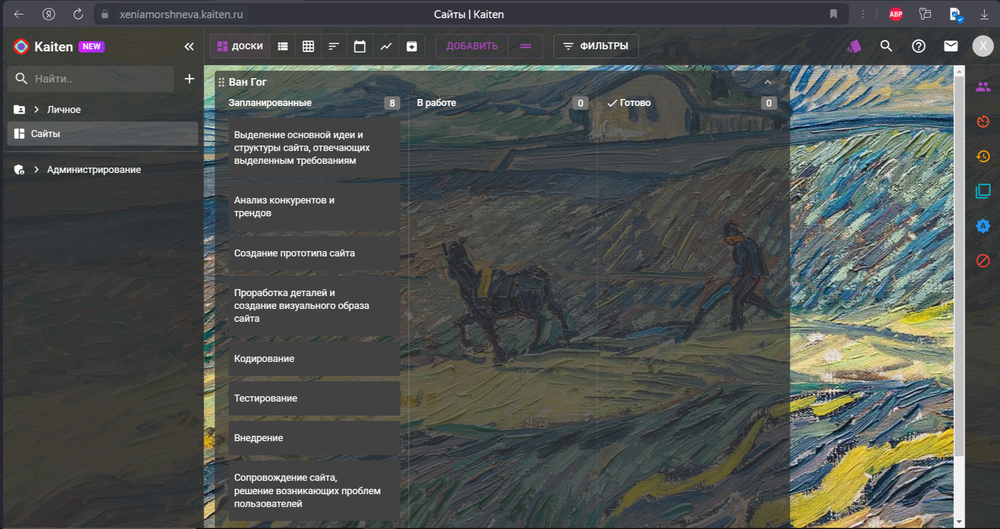 xeniamorshneva.kaiten.ru
Сайты | Kaiten
ABP
Kaiten NEW
ДОСКИ
ДОБАВИТЬ
ФИЛЬТРЫ
X
Найти..
Личное
Сайты
Администрирование
Ван Гог
Запланированные 8
В работе 0
Готово 0
Выделение основной идеи и
структуры сайта, отвечающих
выделенным требованиям
Анализ конкурентов и
трендов
Создание прототипа сайта
Проработка деталей и
создание визуального образа
сайта
Кодирование
Тестирование
Внедрение
Сопровождение сайта,
решение возникающих проблем
пользователей
A